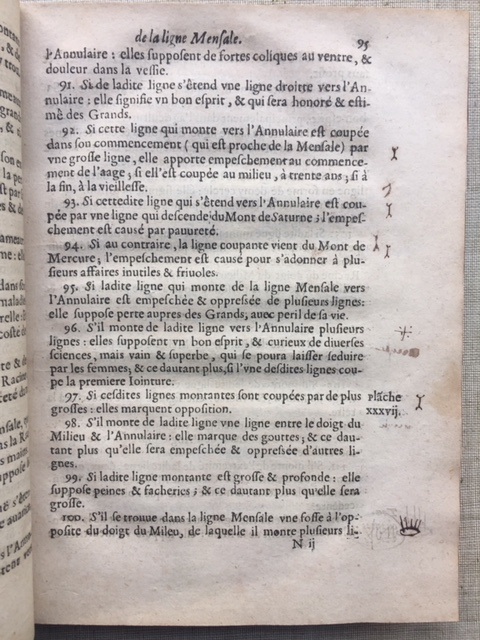 de la ligne Mensale. 95
l'Annulaire : elles supposent de fortes coliques au ventre, &
douleur dans la vessie.
91. Si de ladite ligne s'êtend vne ligne droitte vers l'An-
nulaire : elle signifie vn bon esprit, & qui sera honoré & esti-
mé des Grands.
92. Si cette ligne qui monte vers l'Annulaire est coupée
dans son commencement ( qui est proche de la Mensale) par
vne grosse ligne, elle apporte empeschement au commence-
ment de l'aage ; si ell'est coupée au milieu, à trente ans ; si à
la fin, à la vieillesse.
93. Si cettedite ligne qui s'êtend vers l'Annulaire est cou-
pée par vne ligne qui descende du Mont de Saturne ; l'empes-
chement est causé par pauureté.
94. Si au contraire, la ligne coupante vient du Mont de
Mercure ; l'empeschement est causé pour s'adonner à plu-
sieurs affaires inutiles & friuoles.
95. Si ladite ligne qui monte de la ligne Mensale vers
l'Annulaire est empeschée & oppressée de plusieurs lignes:
elle suppose perte aupres des Grands, auec peril de sa vie.
96. S'il monte de ladite ligne vers l'Annulaire plusieurs
lignes : elles supposent vn bon esprit, & curieux de diuerses
sciences, mais vain & superbe, qui se poura laisser seduire
par les femmes; & ce dautant plus, si l'vne desdites lignes cou-
pe la premiere Iointure.
97. Si cesdites lignes montantes sont coupées par de plus
grosses : elles marquent opposition.
Plãche
xxxvij.
98. S'il monte de ladite ligne vne ligne entre le doigt du
Milieu & l'Annulaire : elle marque des gouttes; & ce dau-
tant plus qu'elle sera empeschée & oppressée d'autres li-
gnes.
99. Si ladite ligne montante est grosse & profonde : elle
suppose peines & facheries ; & ce dautant plus qu'elle sera
grosse.
100. S'il se trouue dans la ligne Mensale vne fosse à l'op-
posite du doigt du Mileu, de laquelle il monte plusieurs li-
N ij